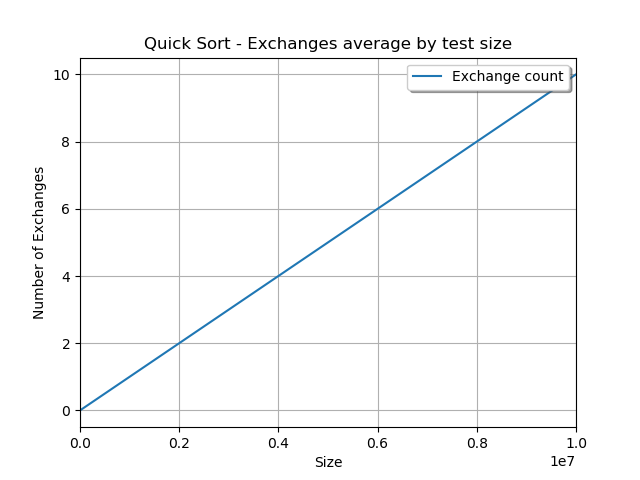 Quick Sort - Exchanges average by test size
Exchange count
Number of Exchanges
10
8
6
4
2
0
0.0 0.2 0.4 0.6 0.8 1.0
1e7
Size